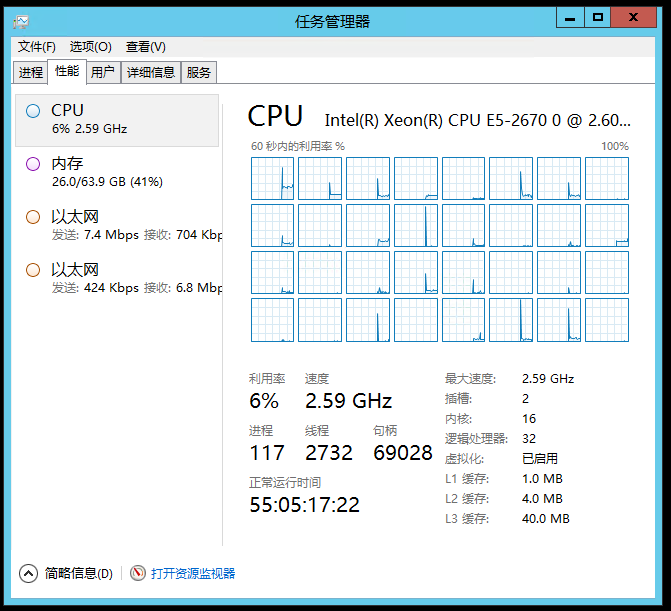 任务管理器
文件(F) 选项(O) 查看(V)
进程 性能 用户 详细信息 服务
CPU
6% 2.59 GHz
内存
26.0/63.9 GB (41%)
以太网
发送: 7.4 Mbps 接收: 704 Kbp
以太网
发送: 424 Kbps 接收: 6.8 Mbp
CPU Intel(R) Xeon(R) CPU E5-2670 0 @ 2.60...
60 秒内的利用率 % 100%
利用率 速度
6% 2.59 GHz
进程 线程 句柄
117 2732 69028
正常运行时间
55:05:17:22
最大速度: 2.59 GHz
插槽: 2
内核: 16
逻辑处理器: 32
虚拟化: 已启用
L1 缓存: 1.0 MB
L2 缓存: 4.0 MB
L3 缓存: 40.0 MB
简略信息(D) 打开资源监视器